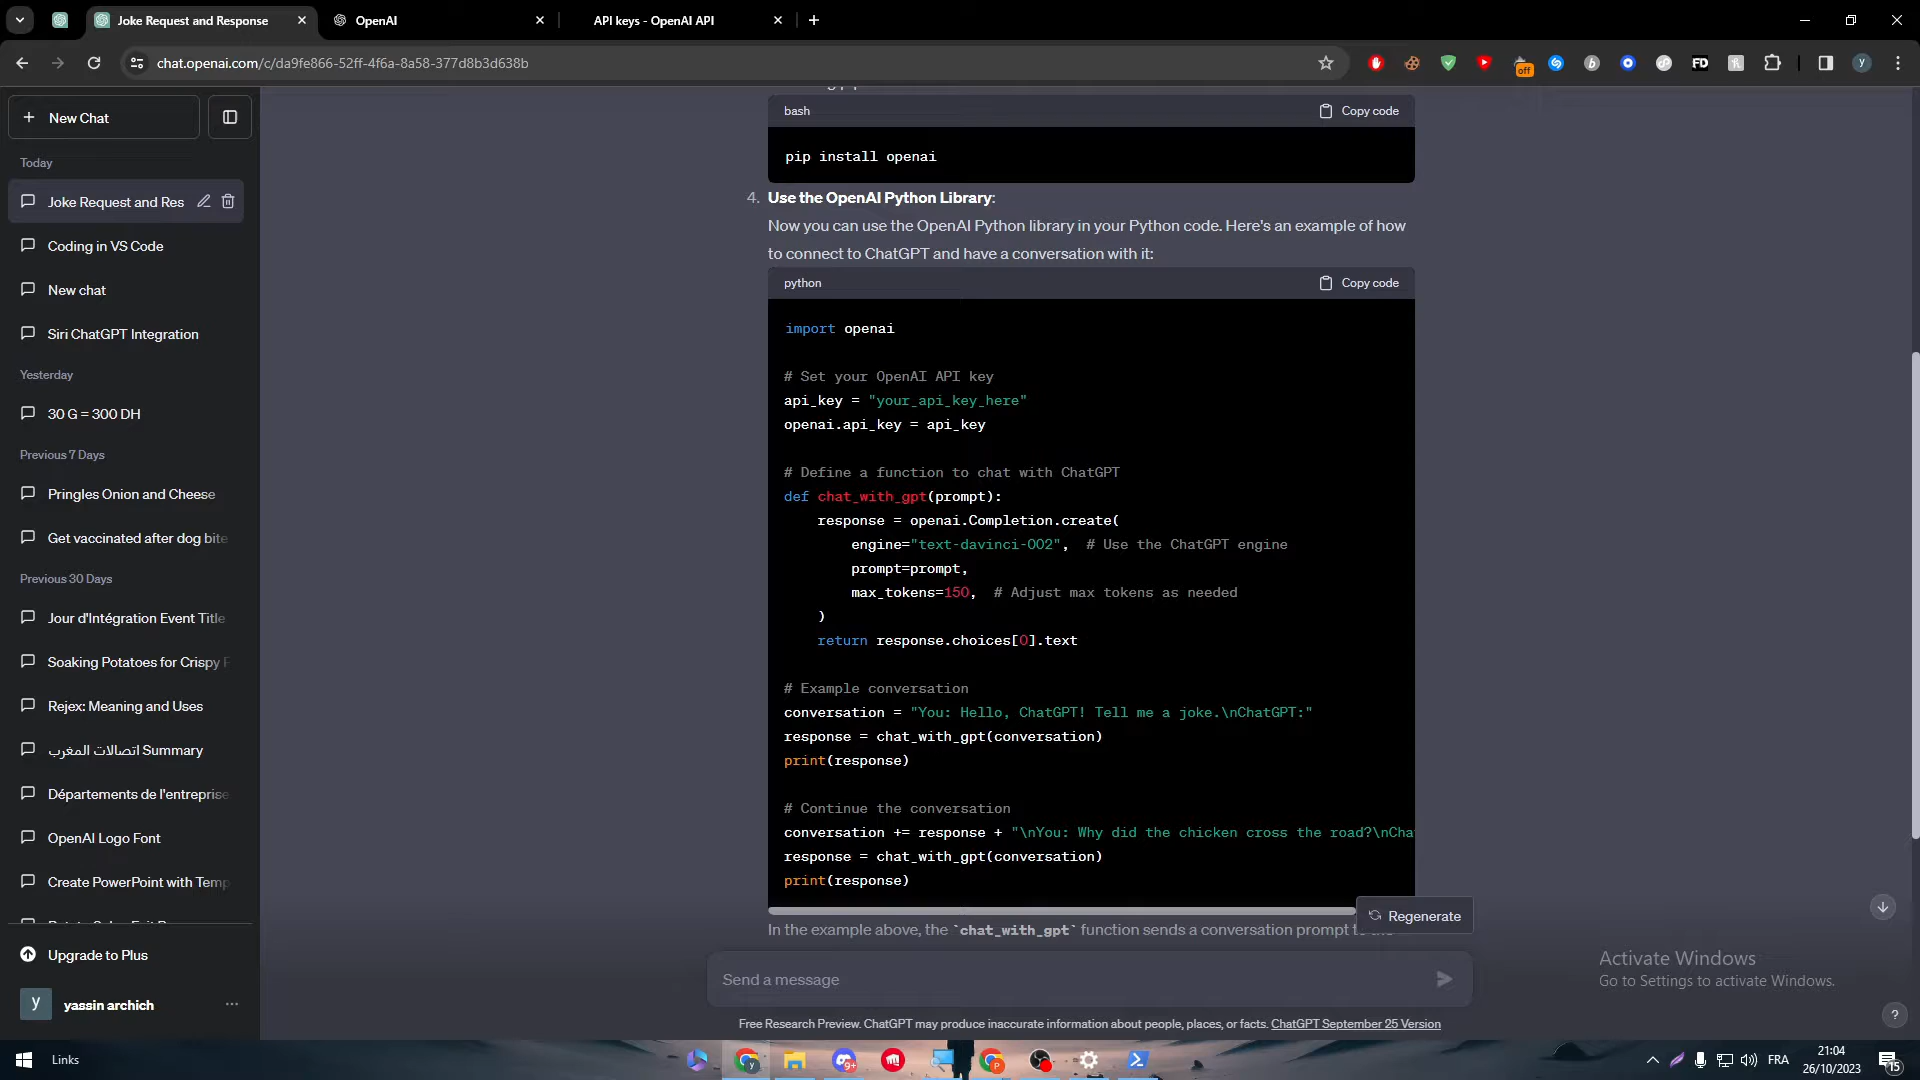 Joke Request and Response
OpenAI
API keys - OpenAI API
chat.openai.com/c/da9fe866-52ff-4f6a-8a58-377d8b3d638b
off
FD
y
New Chat
Today
Joke Request and Res
Coding in VS Code
New chat
Siri ChatGPT Integration
Yesterday
30 G = 300 DH
Previous 7 Days
Pringles Onion and Cheese
Get vaccinated after dog bite
Previous 30 Days
Jour d'Intégration Event Title
Soaking Potatoes for Crispy F
Rejex: Meaning and Uses
اتصالات المغرب Summary
Départements de l'entreprise
OpenAI Logo Font
Create PowerPoint with Temp
Upgrade to Plus
y
yassin archich
bash
Copy code
pip install openai
4. Use the OpenAI Python Library:
Now you can use the OpenAI Python library in your Python code. Here's an example of how
to connect to ChatGPT and have a conversation with it:
python
Copy code
import openai
# Set your OpenAI API key
api_key = "your_api_key_here"
openai.api_key = api_key
# Define a function to chat with ChatGPT
def chat_with_gpt(prompt):
response = openai.Completion.create(
engine="text-davinci-002", # Use the ChatGPT engine
prompt=prompt,
max_tokens=150, # Adjust max tokens as needed
)
return response.choices[0].text
# Example conversation
conversation = "You: Hello, ChatGPT! Tell me a joke.\nChatGPT:"
response = chat_with_gpt(conversation)
print(response)
# Continue the conversation
conversation += response + "\nYou: Why did the chicken cross the road?\nCha
response = chat_with_gpt(conversation)
print(response)
Regenerate
In the example above, the `chat_with_gpt` function sends a conversation prompt to the
Send a message
Free Research Preview. ChatGPT may produce inaccurate information about people, places, or facts. ChatGPT September 25 Version
Activate Windows
Go to Settings to activate Windows.
?
Links
9+
FRA
21:04
26/10/2023
15